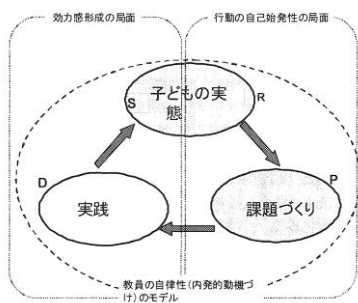 効力感形成の局面
行動の自己始発性の局面
S
子どもの実
態
R
D
実践
P
課題づくり
教員の自律性(内発的動機づ
け)のモデル